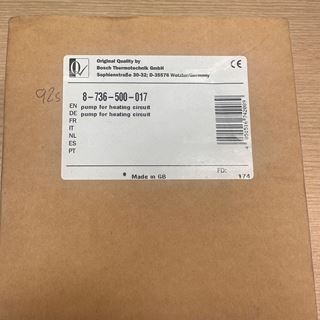 Original Quality by
Bosch Thermotechnik GmbH
Sophienstraße 30-32; D-35576 Wetzlar/Germany
CE
925
8-736-500-017
EN pump for heating circuit
DE pump for heating circuit
FR
IT
NL
ES
PT
FD:
* Made in GB
174